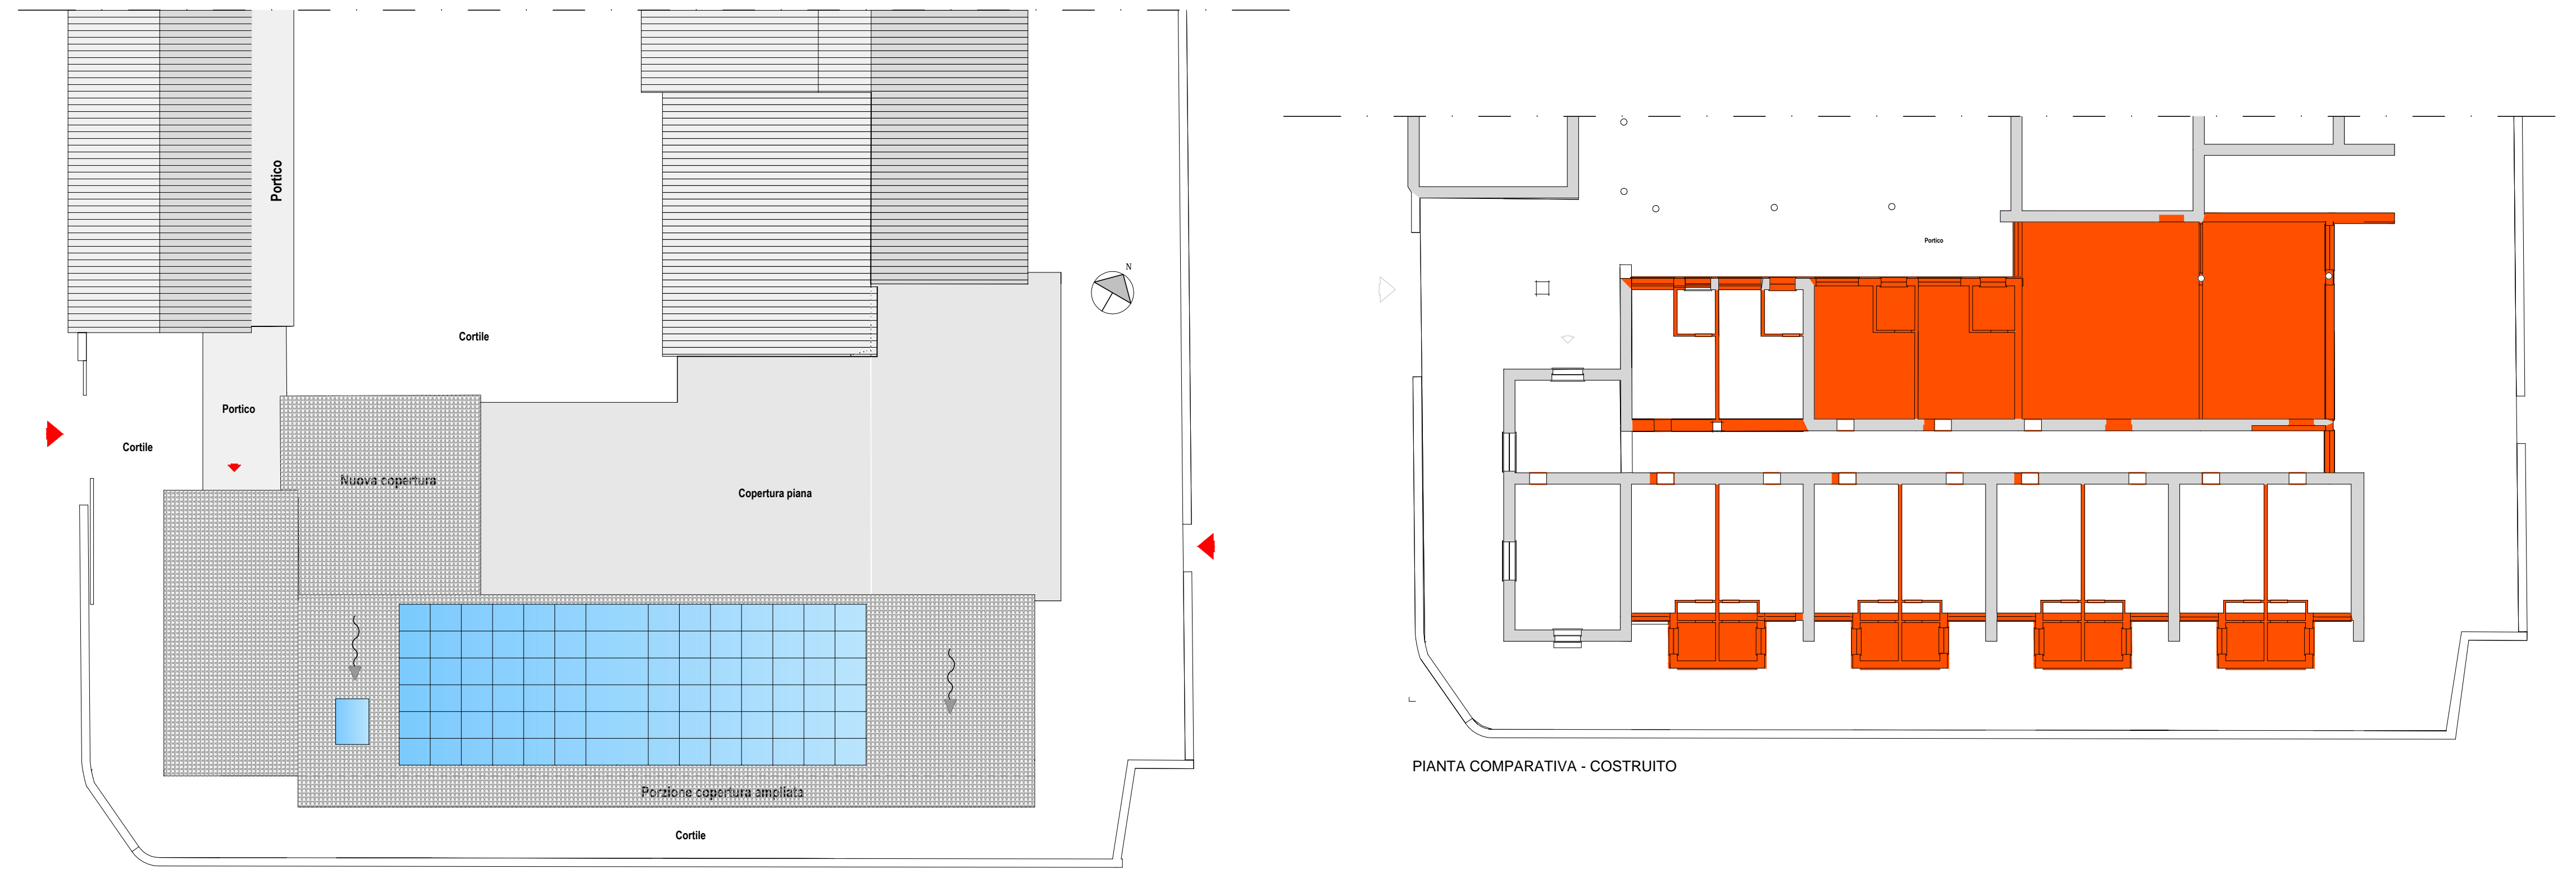 Portico
N
Portico
Cortile
Portico
Cortile
Nuova copertura
Copertura piana
PIANTA COMPARATIVA - COSTRUITO
Porzione copertura ampliata
Cortile